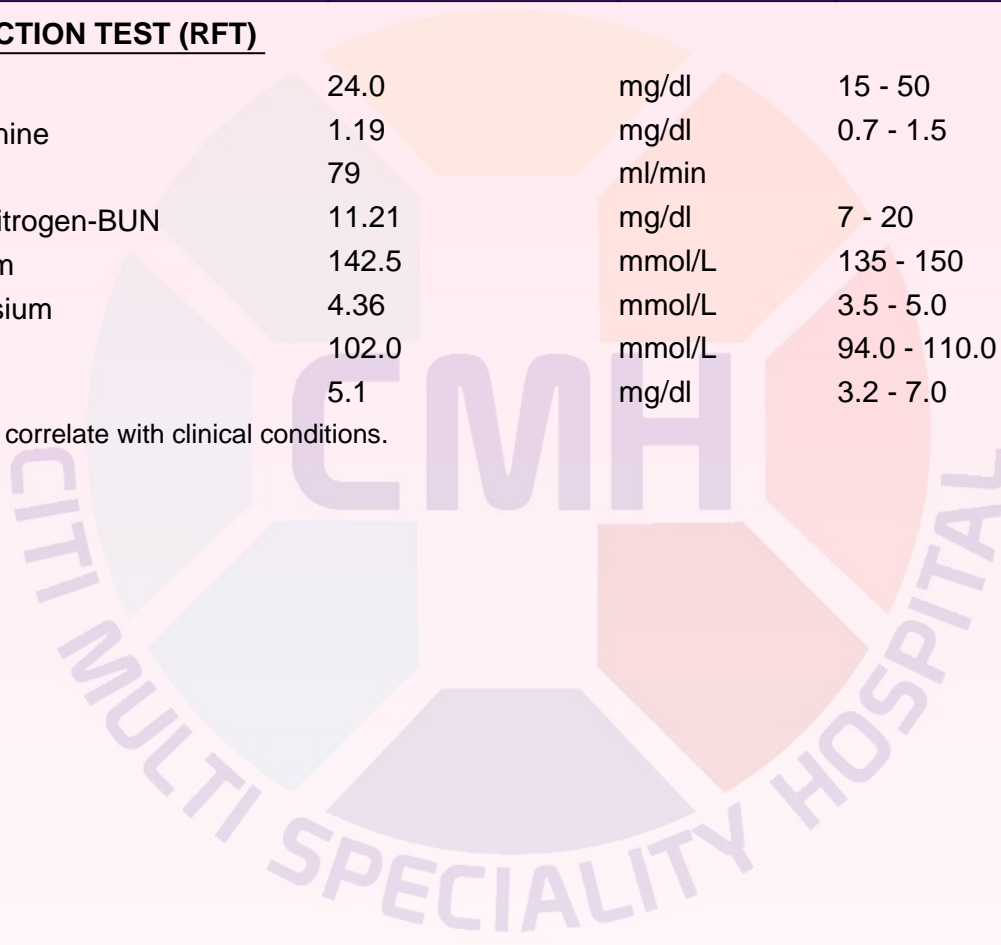 CTION TEST (RFT)
24.0 mg/dl 15 - 50
nine 1.19 mg/dl 0.7 - 1.5
79 ml/min
itrogen-BUN 11.21 mg/dl 7 - 20
m 142.5 mmol/L 135 - 150
sium 4.36 mmol/L 3.5 - 5.0
102.0 mmol/L 94.0 - 110.0
5.1 mg/dl 3.2 - 7.0
correlate with clinical conditions.
CMH
CITI MULTI SPECIALITY HOSPITAL